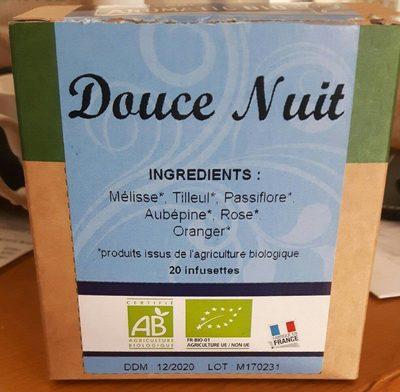 Douce Nuit
INGREDIENTS :
Mélisse*, Tilleul*, Passiflore*,
Aubépine*, Rose*
Oranger*
*produits issus de l'agriculture biologique
20 infusettes
CERTIFIÉ
AB
AGRICULTURE
BIOLOGIQUE
FR-BIO-01
AGRICULTURE UE / NON UE
FRANCE
DDM 12/2020 LOT M170231